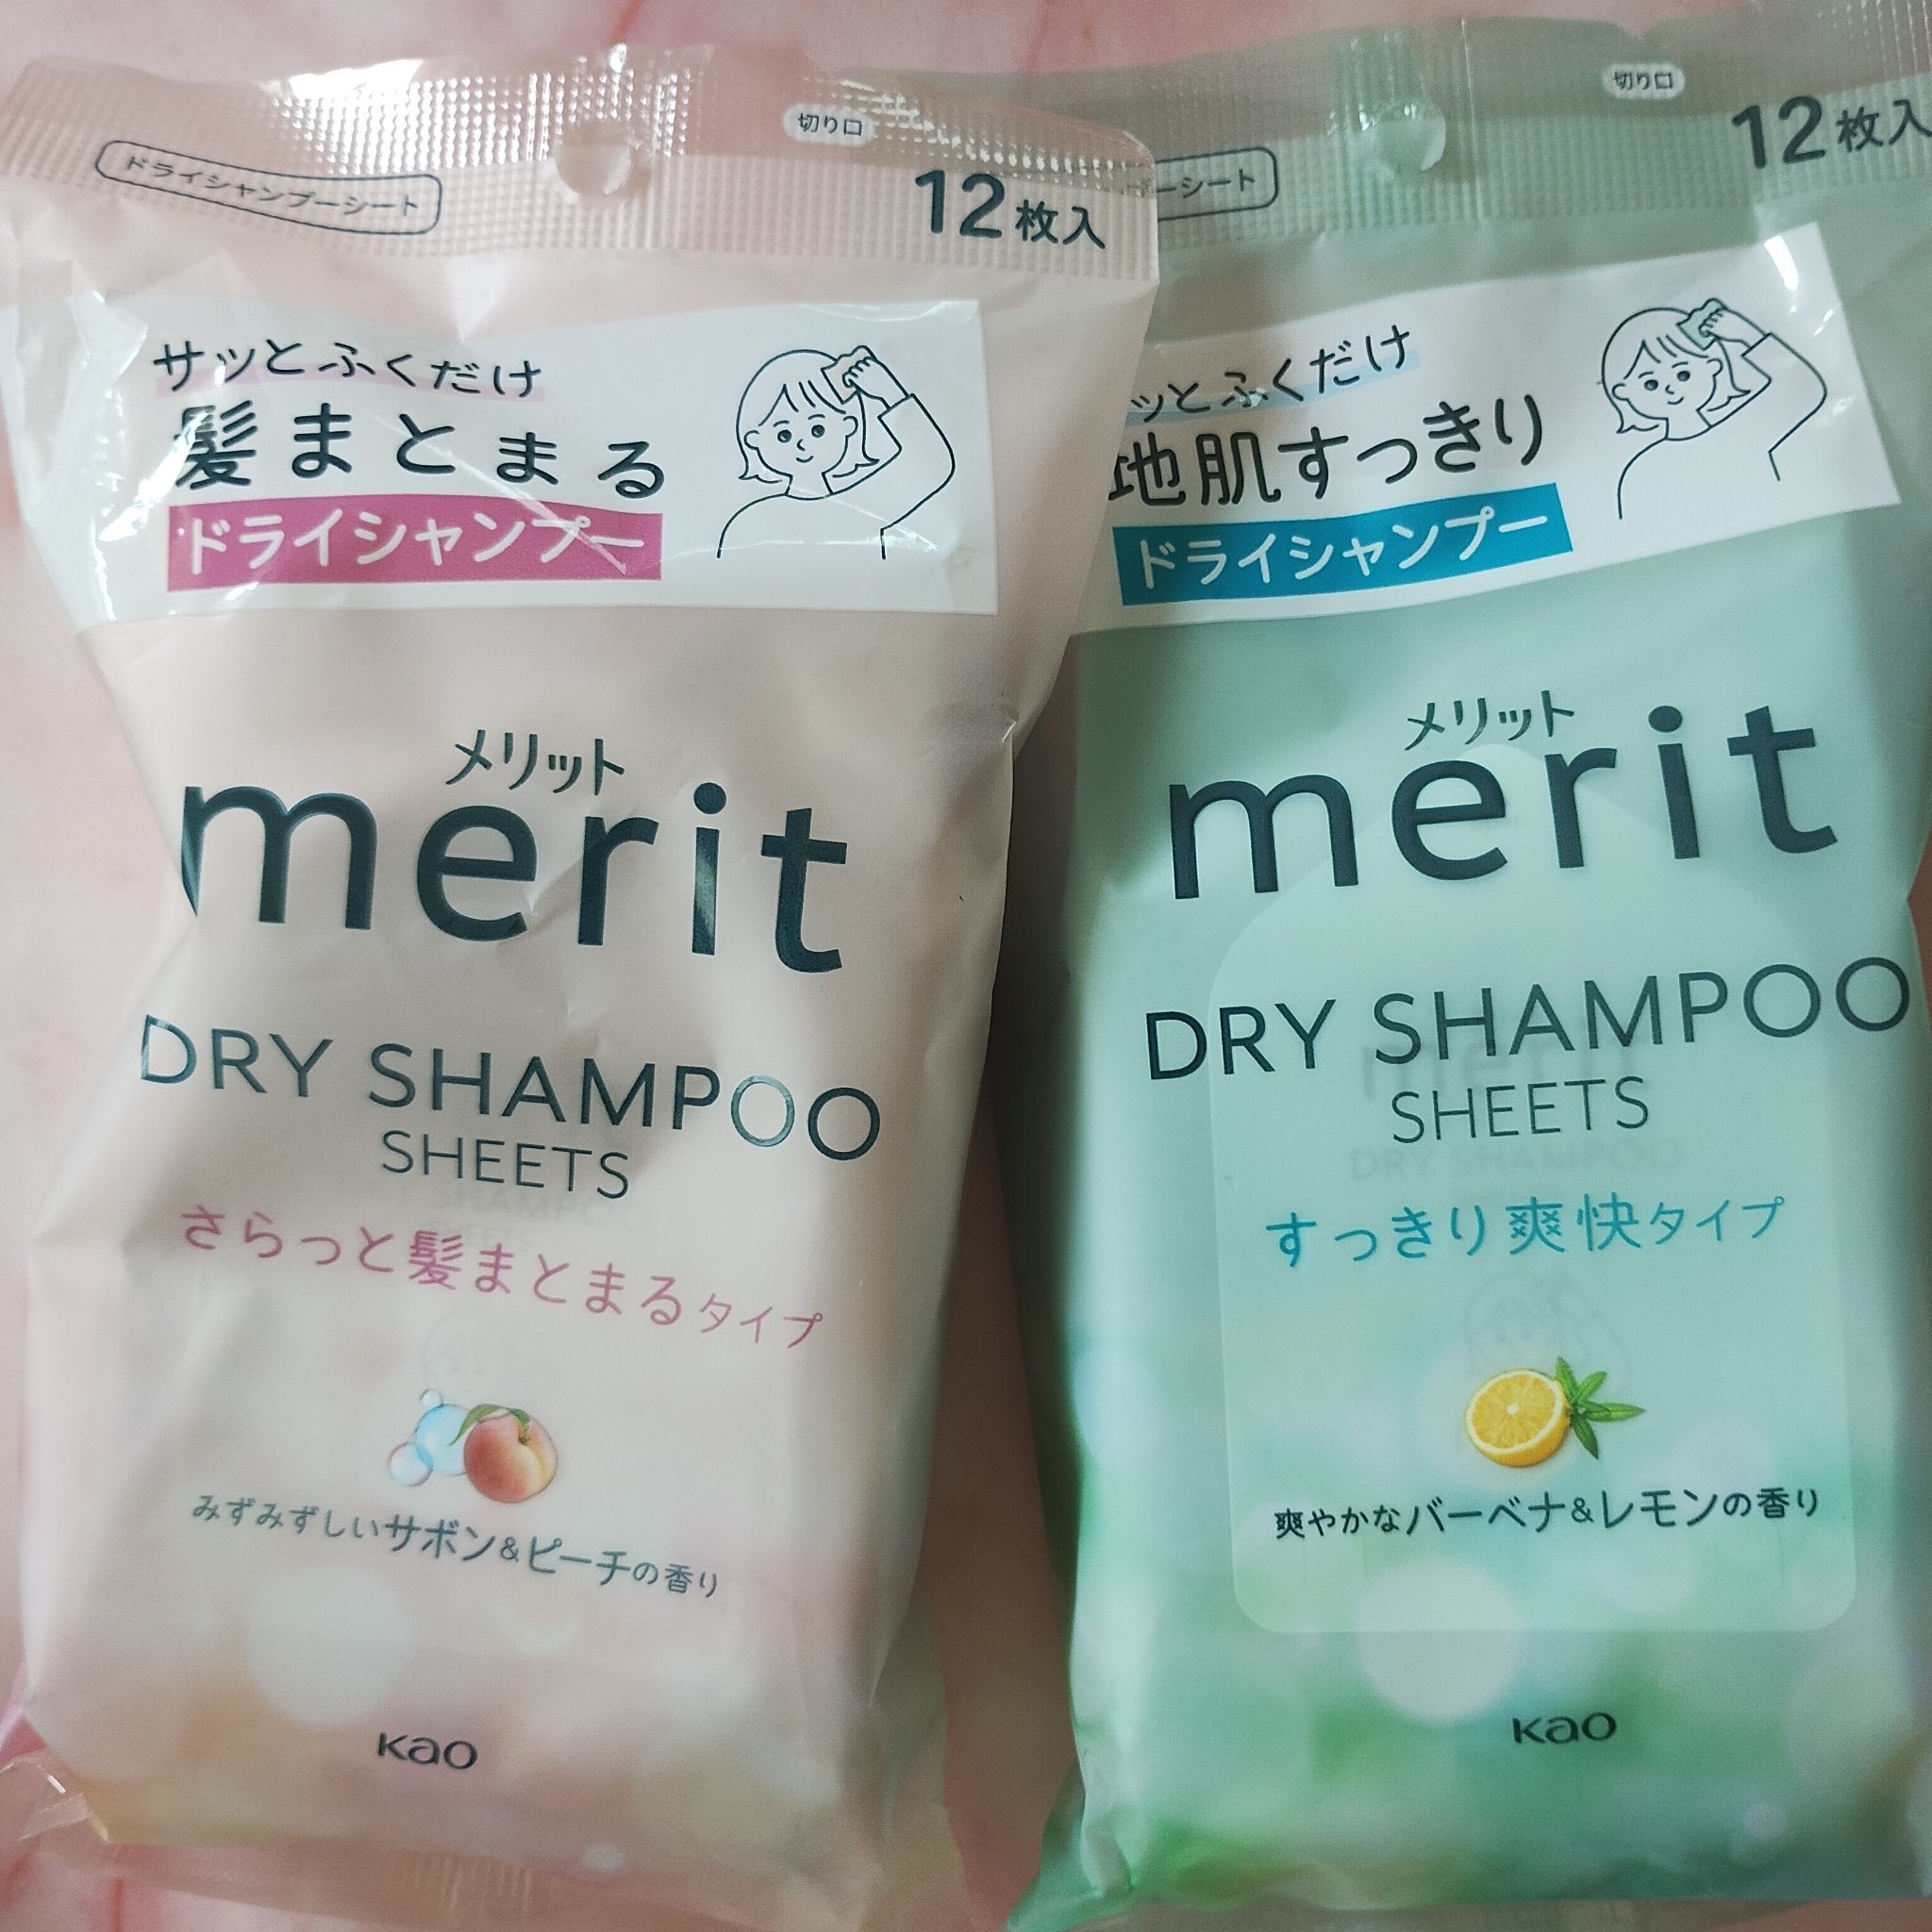 ドライシャンプーシート
切り口
12枚入
サッとふくだけ
髪まとまる
ドライシャンプー
メリット
merit
DRY SHAMPOO
SHEETS
さらっと髪まとまるタイプ
みずみずしいサボン&ピーチの香り
Kao
ーシート
切り口
12枚入
ッとふくだけ
地肌すっきり
ドライシャンプー
メリット
merit
DRY SHAMPOO
SHEETS
すっきり爽快タイプ
爽やかなバーベナ&レモンの香り
Kao